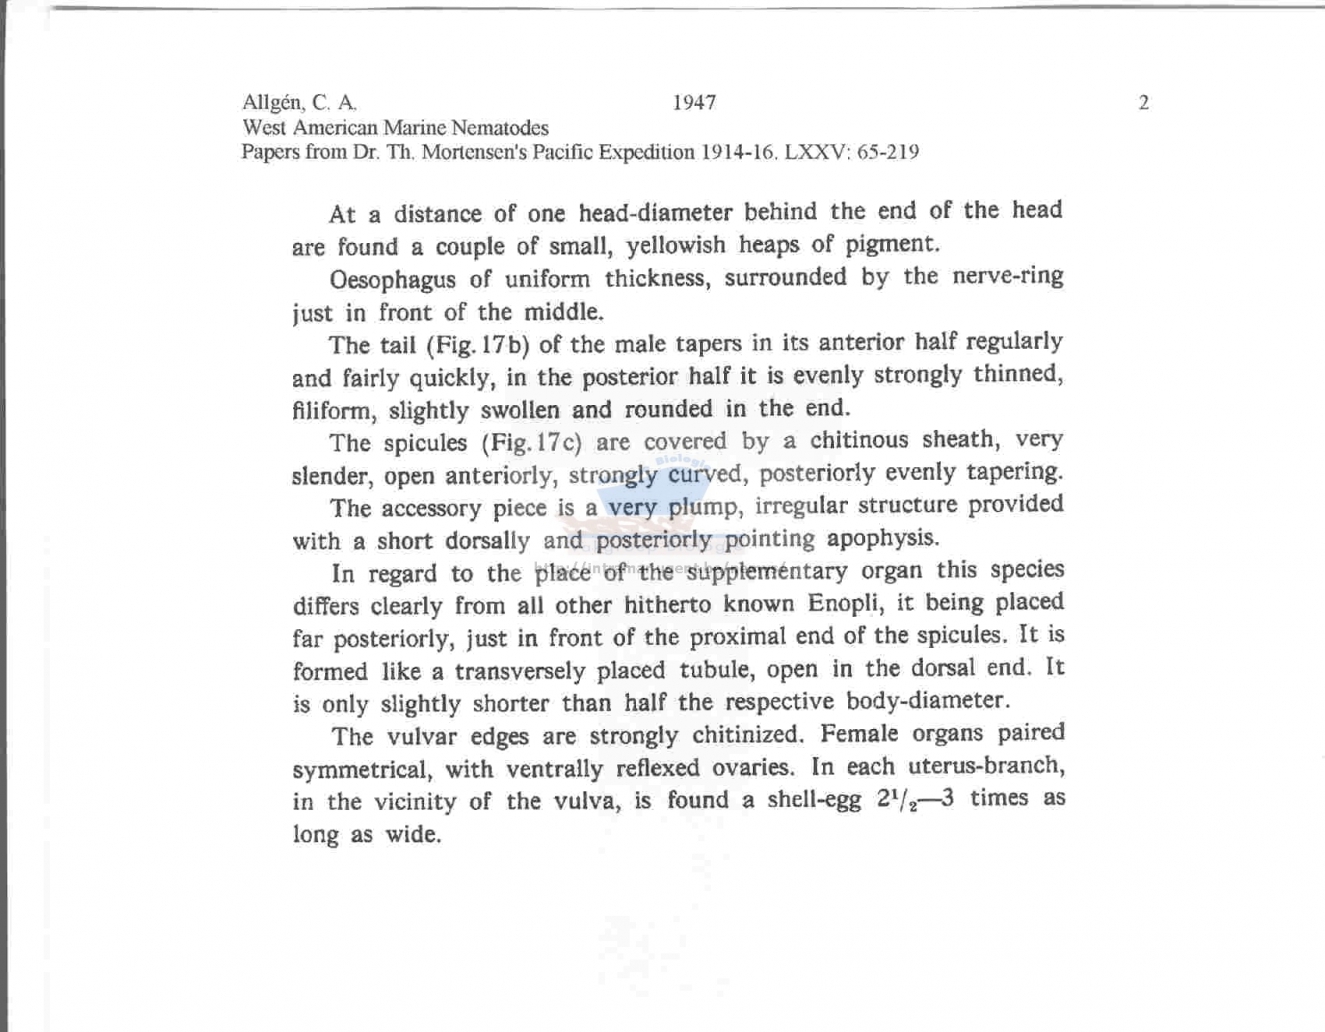 Allgén, C. A. 1947 2
West American Marine Nematodes
Papers from Dr. Th. Mortensen's Pacific Expedition 1914-16. LXXV: 65-219
At a distance of one head-diameter behind the end of the head
are found a couple of small, yellowish heaps of pigment.
Oesophagus of uniform thickness, surrounded by the nerve-ring
just in front of the middle.
The tail (Fig. 17b) of the male tapers in its anterior half regularly
and fairly quickly, in the posterior half it is evenly strongly thinned,
filiform, slightly swollen and rounded in the end.
The spicules (Fig. 17c) are covered by a chitinous sheath, very
slender, open anteriorly, strongly curved, posteriorly evenly tapering.
The accessory piece is a very plump, irregular structure provided
with a short dorsally and posteriorly pointing apophysis.
In regard to the place of the supplementary organ this species
differs clearly from all other hitherto known Enopli, it being placed
far posteriorly, just in front of the proximal end of the spicules. It is
formed like a transversely placed tubule, open in the dorsal end. It
is only slightly shorter than half the respective body-diameter.
The vulvar edges are strongly chitinized. Female organs paired
symmetrical, with ventrally reflexed ovaries. In each uterus-branch,
in the vicinity of the vulva, is found a shell-egg 2¹/₂—3 times as
long as wide.